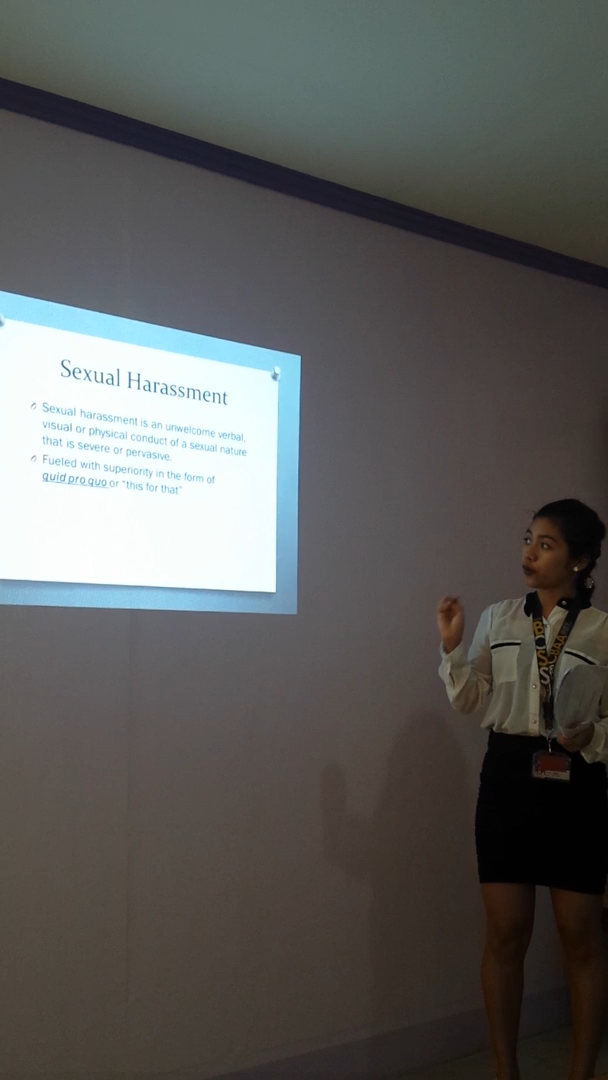 Sexual Harassment
Sexual harassment is an unwelcome verbal,
visual or physical conduct of a sexual nature
that is severe or pervasive.
Fueled with superiority in the form of
quid pro quo or "this for that"